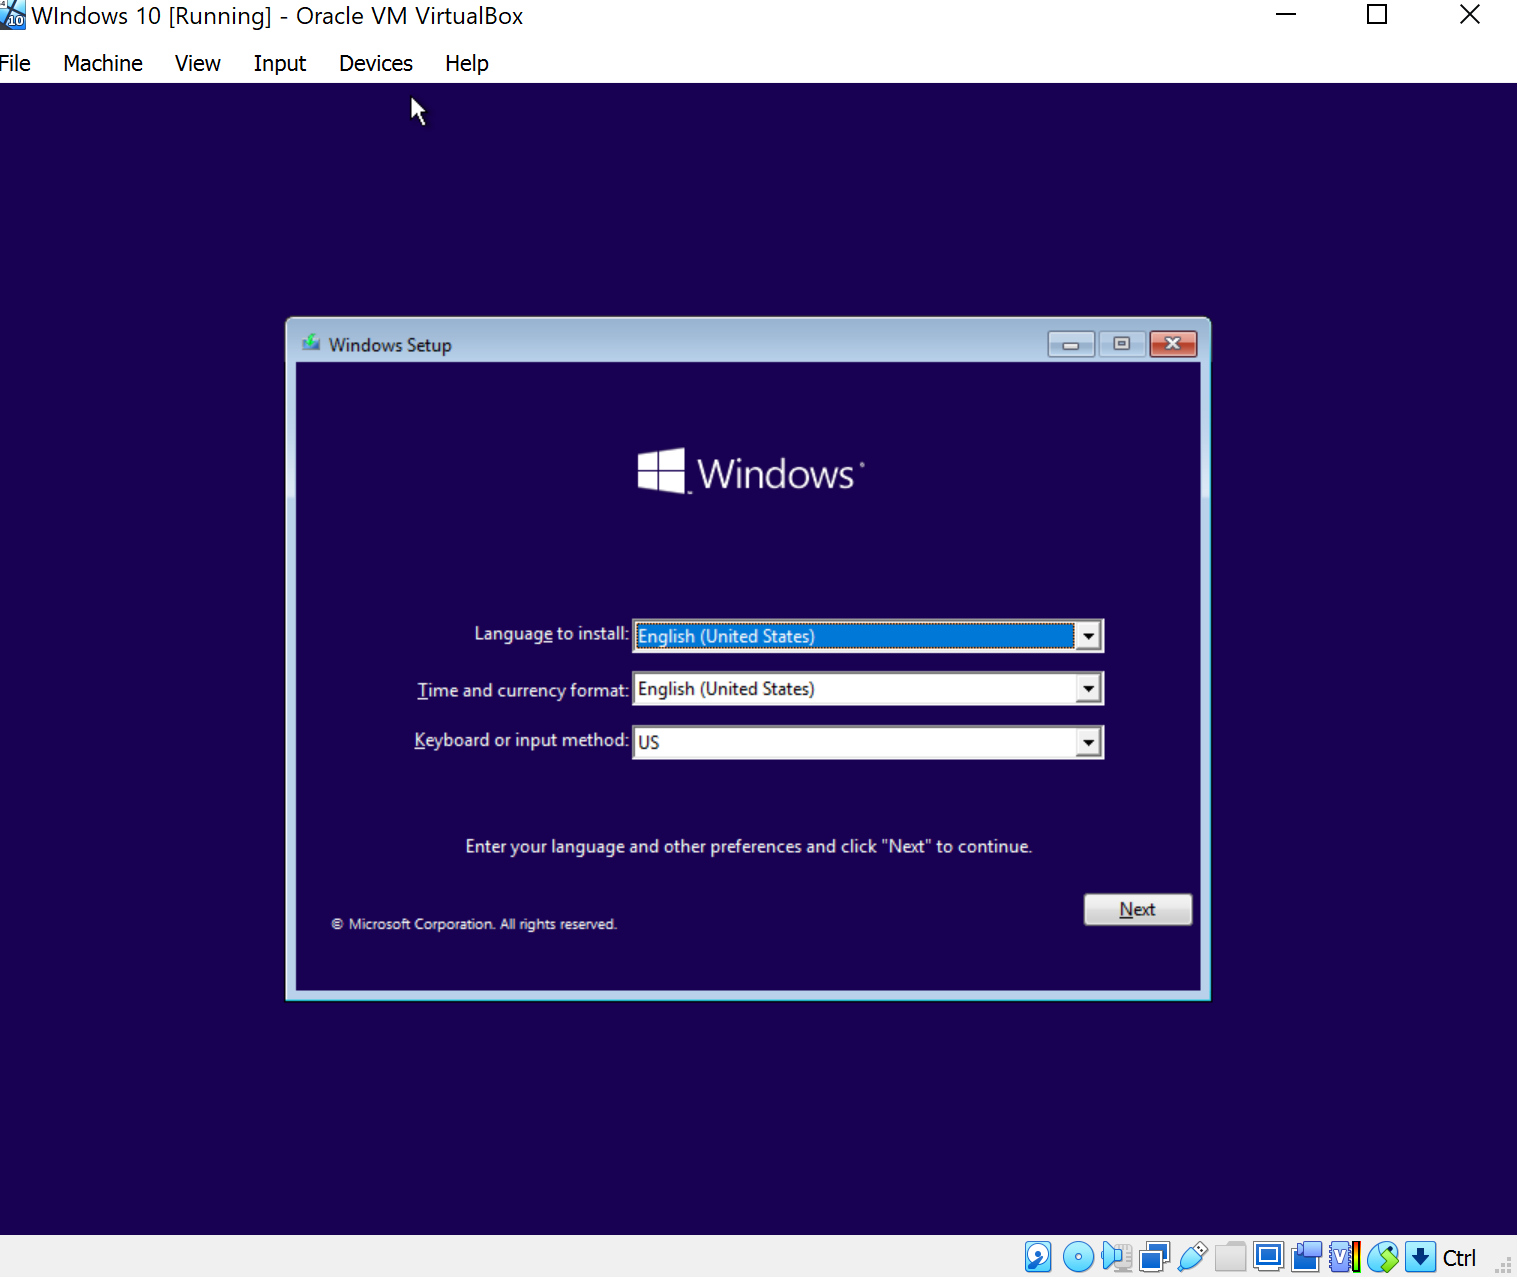 WIndows 10 [Running] - Oracle VM VirtualBox
File Machine View Input Devices Help
Windows Setup
Windows
Language to install: English (United States)
Time and currency format: English (United States)
Keyboard or input method: US
Enter your language and other preferences and click "Next" to continue.
Next
© Microsoft Corporation. All rights reserved.
Ctrl